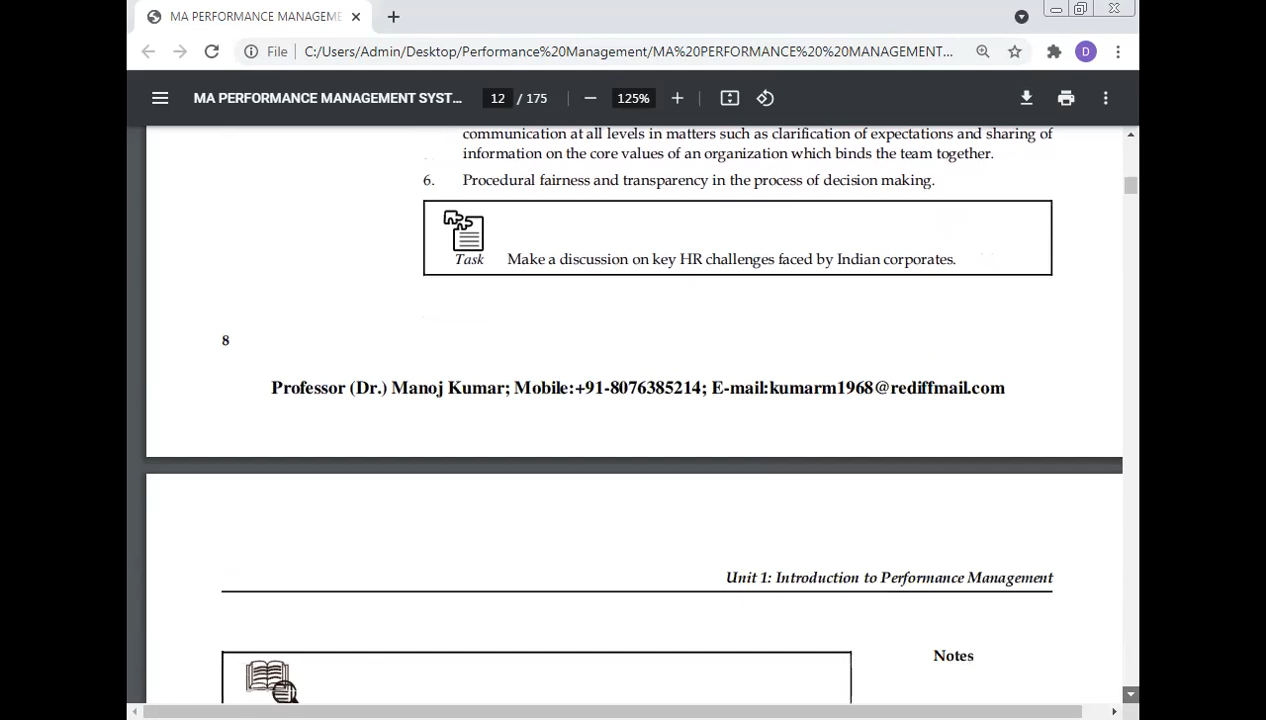 MA PERFORMANCE MANAGEME
File C:/Users/Admin/Desktop/Performance%20Management/MA%20PERFORMANCE%20%20MANAGEMENT... D
MA PERFORMANCE MANAGEMENT SYST... 12 / 175 125%
communication at all levels in matters such as clarification of expectations and sharing of
information on the core values of an organization which binds the team together.
6. Procedural fairness and transparency in the process of decision making.
Task Make a discussion on key HR challenges faced by Indian corporates.
8
Professor (Dr.) Manoj Kumar; Mobile:+91-8076385214; E-mail:kumarm1968@rediffmail.com
Unit 1: Introduction to Performance Management
Notes